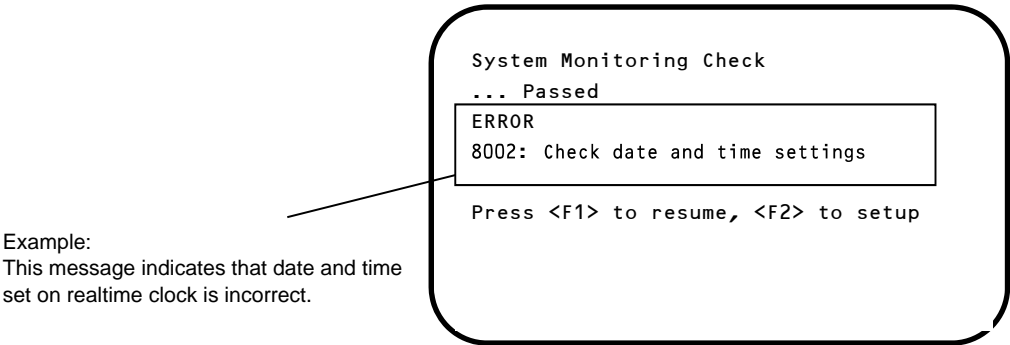 System Monitoring Check
... Passed
ERROR
8002: Check date and time settings
Press <F1> to resume, <F2> to setup
Example:
This message indicates that date and time
set on realtime clock is incorrect.